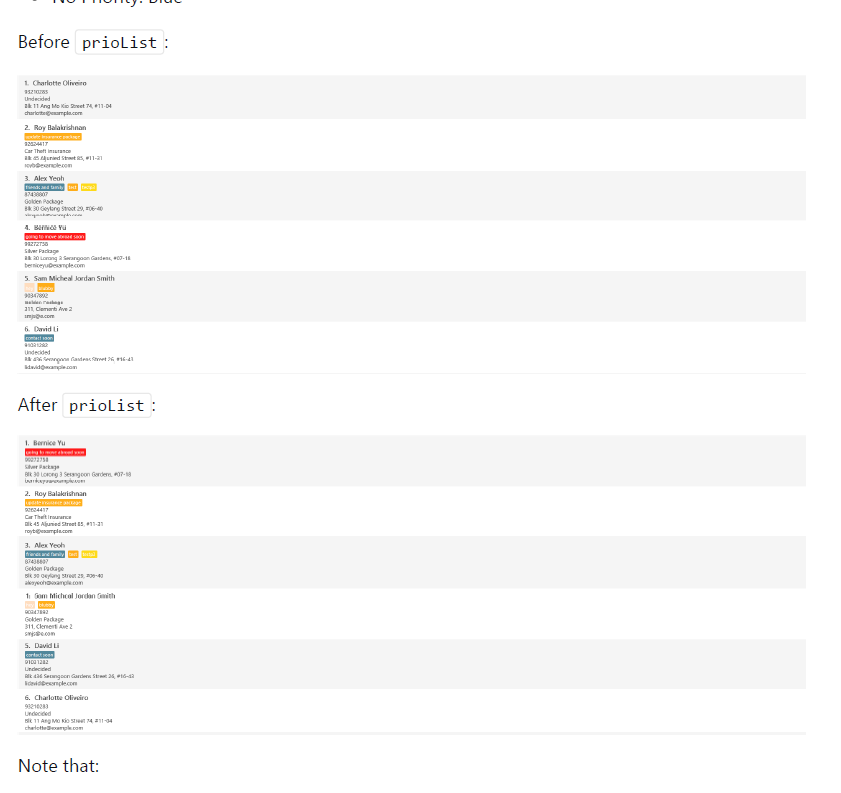 No Priority: Blue
Before prioList:
1. Charlotte Oliveiro
93210283
Undecided
Blk 11 Ang Mo Kio Street 74, #11-04
charlotte@example.com
2. Roy Balakrishnan
update insurance package
92624417
Car Theft Insurance
Blk 45 Aljunied Street 85, #11-31
royb@example.com
3. Alex Yeoh
friends and family
87438807
Golden Package
Blk 30 Geylang Street 29, #06-40
4. Bernice Yu
going to move abroad soon
99272758
Silver Package
Blk 30 Lorong 3 Serangoon Gardens, #07-18
berniceyu@example.com
5. Sam Micheal Jordan Smith
90347892
Golden Package
311, Clementi Ave 2
smjs@o.com
6. David Li
contact soon
91031282
Undecided
Blk 436 Serangoon Gardens Street 26, #16-43
lidavid@example.com
After prioList:
1. Bernice Yu
going to move abroad soon
99272758
Silver Package
Blk 30 Lorong 3 Serangoon Gardens, #07-18
berniceyu@example.com
2. Roy Balakrishnan
update insurance package
92624417
Car Theft Insurance
Blk 45 Aljunied Street 85, #11-31
royb@example.com
3. Alex Yeoh
friends and family
87438807
Golden Package
Blk 30 Geylang Street 29, #06-40
alexyeoh@example.com
Sam Micheal Jordan Smith
90347892
Golden Package
311, Clementi Ave 2
smjs@o.com
5. David Li
contact soon
91031282
Undecided
Blk 436 Serangoon Gardens Street 26, #16-43
lidavid@example.com
6. Charlotte Oliveiro
93210283
Undecided
Blk 11 Ang Mo Kio Street 74, #11-04
charlotte@example.com
Note that: